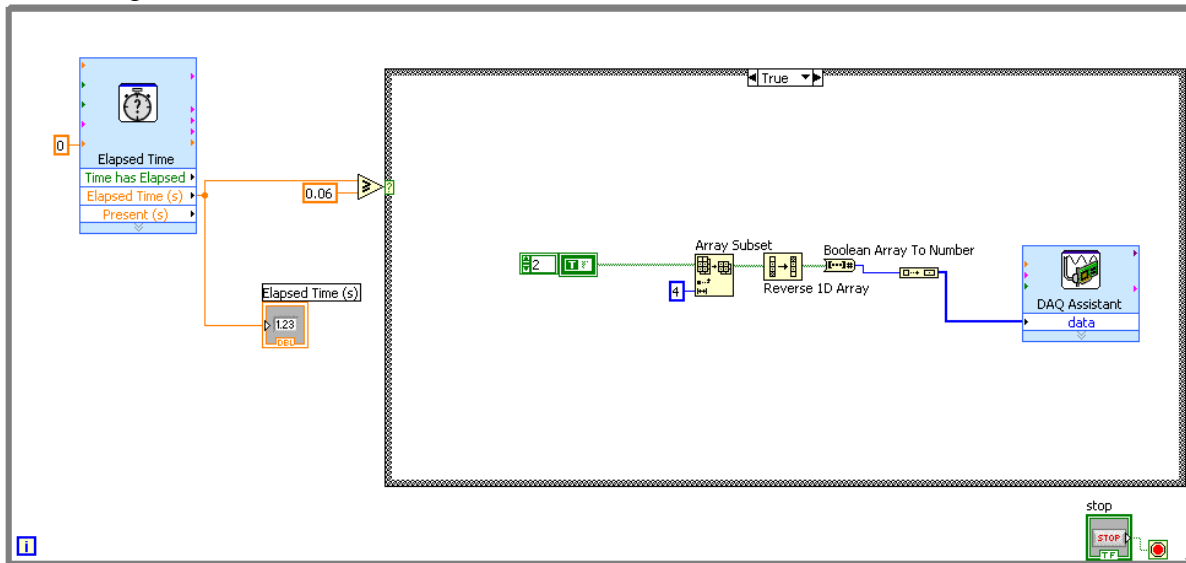 True
0
Elapsed Time
Time has Elapsed
Elapsed Time (s)
Present (s)
0.06
Elapsed Time (s)
1.23
DBL
2
T
Array Subset
4
Reverse 1D Array
Boolean Array To Number
DAQ Assistant
data
stop
STOP
TF
i